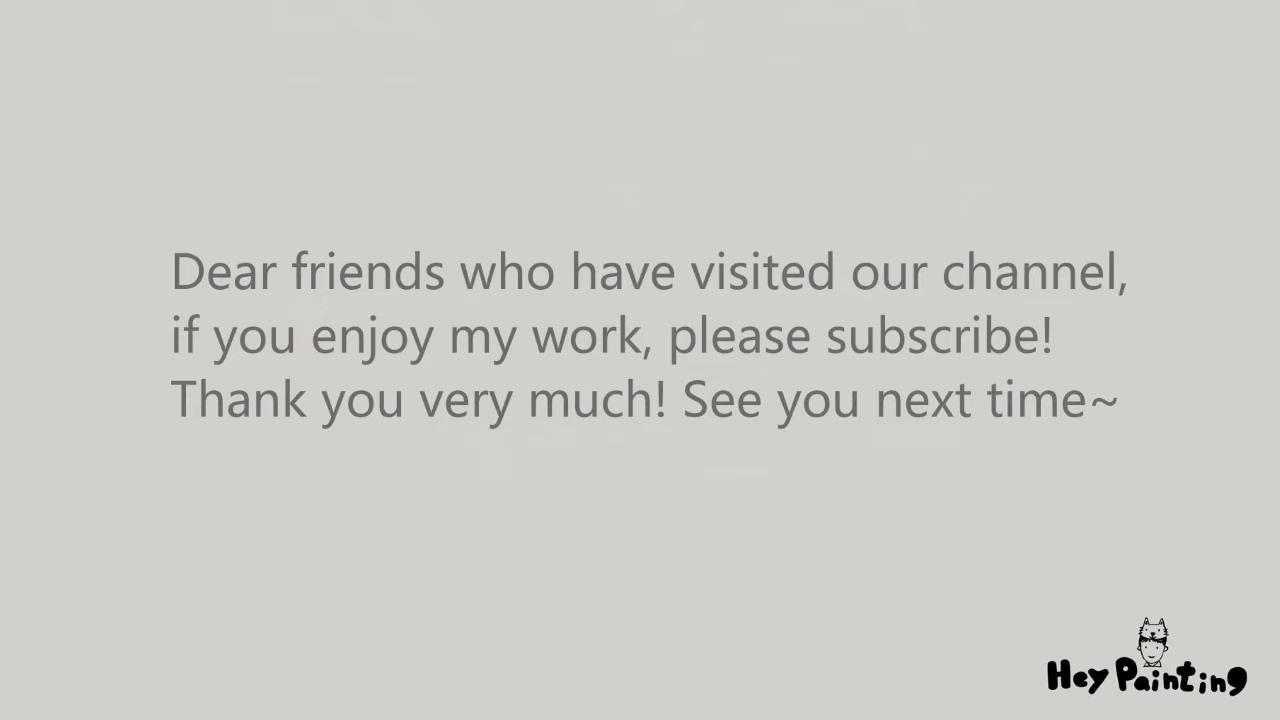 Dear friends who have visited our channel,
if you enjoy my work, please subscribe!
Thank you very much! See you next time~
Hey Painting